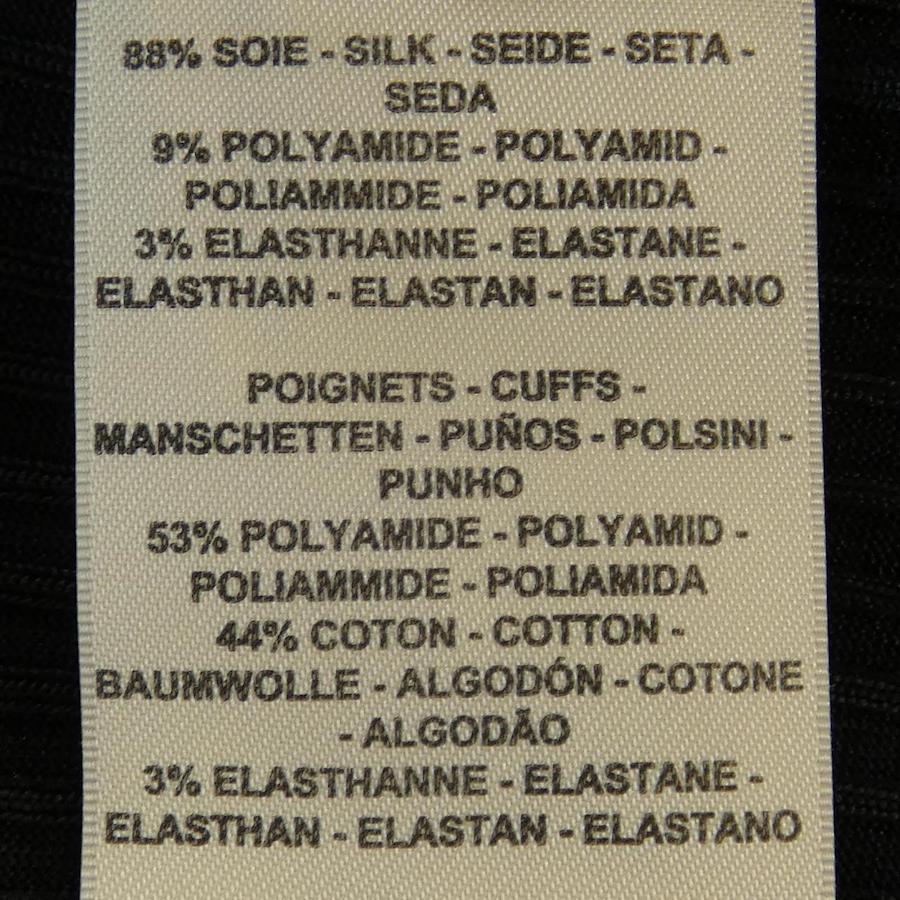 88% SOIE - SILK - SEIDE - SETA -
SEDA
9% POLYAMIDE - POLYAMID -
POLIAMMIDE - POLIAMIDA
3% ELASTHANNE - ELASTANE -
ELASTHAN - ELASTAN - ELASTANO
POIGNETS - CUFFS -
MANSCHETTEN - PUÑOS - POLSINI -
PUNHO
53% POLYAMIDE - POLYAMID -
POLIAMMIDE - POLIAMIDA
44% COTON - COTTON -
BAUMWOLLE - ALGODÓN - COTONE
- ALGODÃO
3% ELASTHANNE - ELASTANE -
ELASTHAN - ELASTAN - ELASTANO